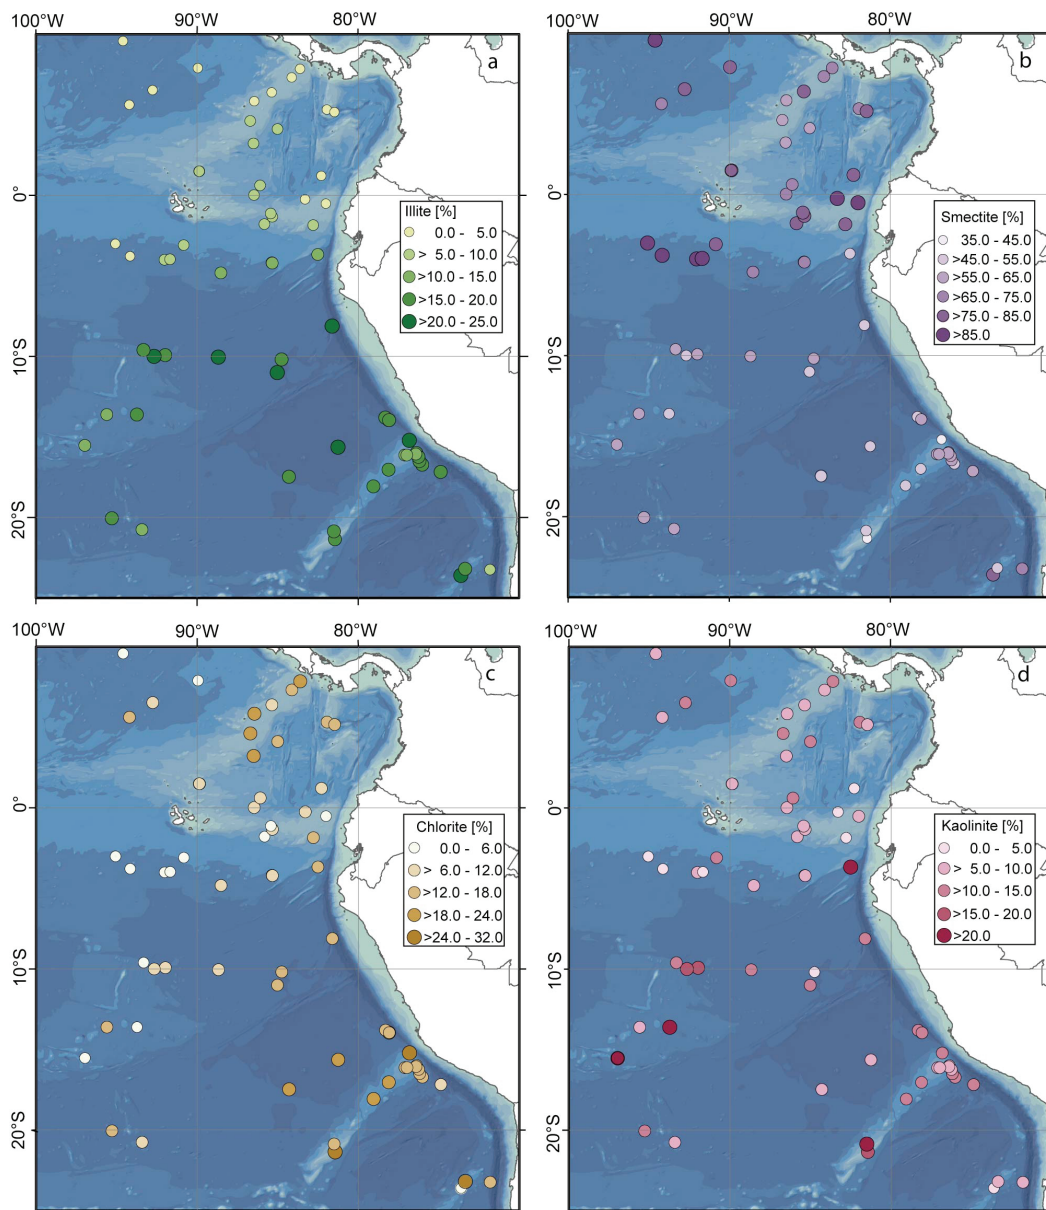 100°W 90°W 80°W
a
0°
10°S
20°S
Illite [%]
0.0 - 5.0
> 5.0 - 10.0
>10.0 - 15.0
>15.0 - 20.0
>20.0 - 25.0
100°W 90°W 80°W
b
0°
10°S
20°S
Smectite [%]
35.0 - 45.0
>45.0 - 55.0
>55.0 - 65.0
>65.0 - 75.0
>75.0 - 85.0
>85.0
100°W 90°W 80°W
c
0°
10°S
20°S
Chlorite [%]
0.0 - 6.0
> 6.0 - 12.0
>12.0 - 18.0
>18.0 - 24.0
>24.0 - 32.0
100°W 90°W 80°W
d
0°
10°S
20°S
Kaolinite [%]
0.0 - 5.0
> 5.0 - 10.0
>10.0 - 15.0
>15.0 - 20.0
>20.0